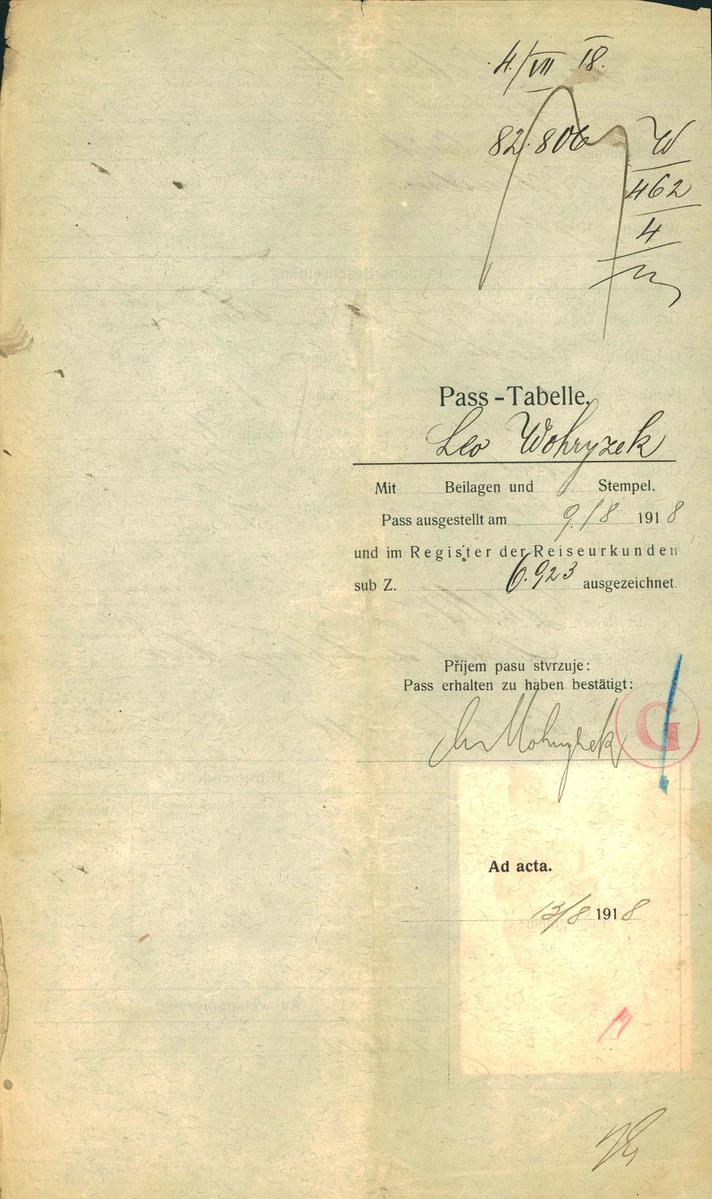 4./VII 18.
82.806
W
462
4
Pass-Tabelle.
Leo Wohryzek
Mit Beilagen und Stempel.
Pass ausgestellt am 9./8 1918
und im Register der Reiseurkunden
sub Z. 6.923 ausgezeichnet.
Příjem pasu stvrzuje:
Pass erhalten zu haben bestätigt:
Wohryzek
G
Ad acta.
13/8 1918